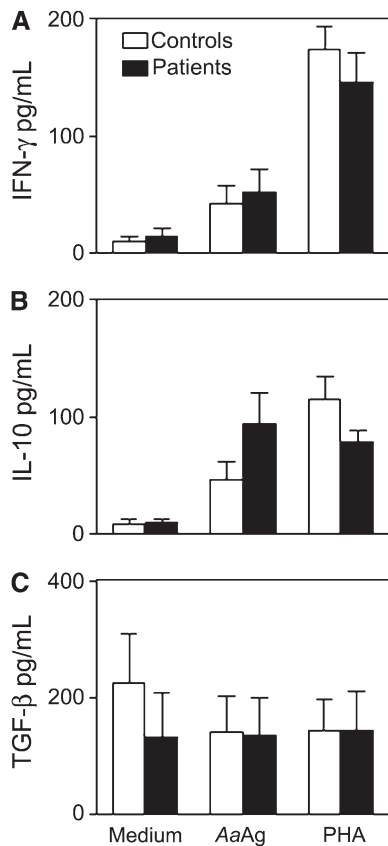 A
200
Controls
Patients
100
0
IFN-γ pg/mL
B
200
100
0
IL-10 pg/mL
C
400
200
0
TGF-β pg/mL
Medium AaAg PHA